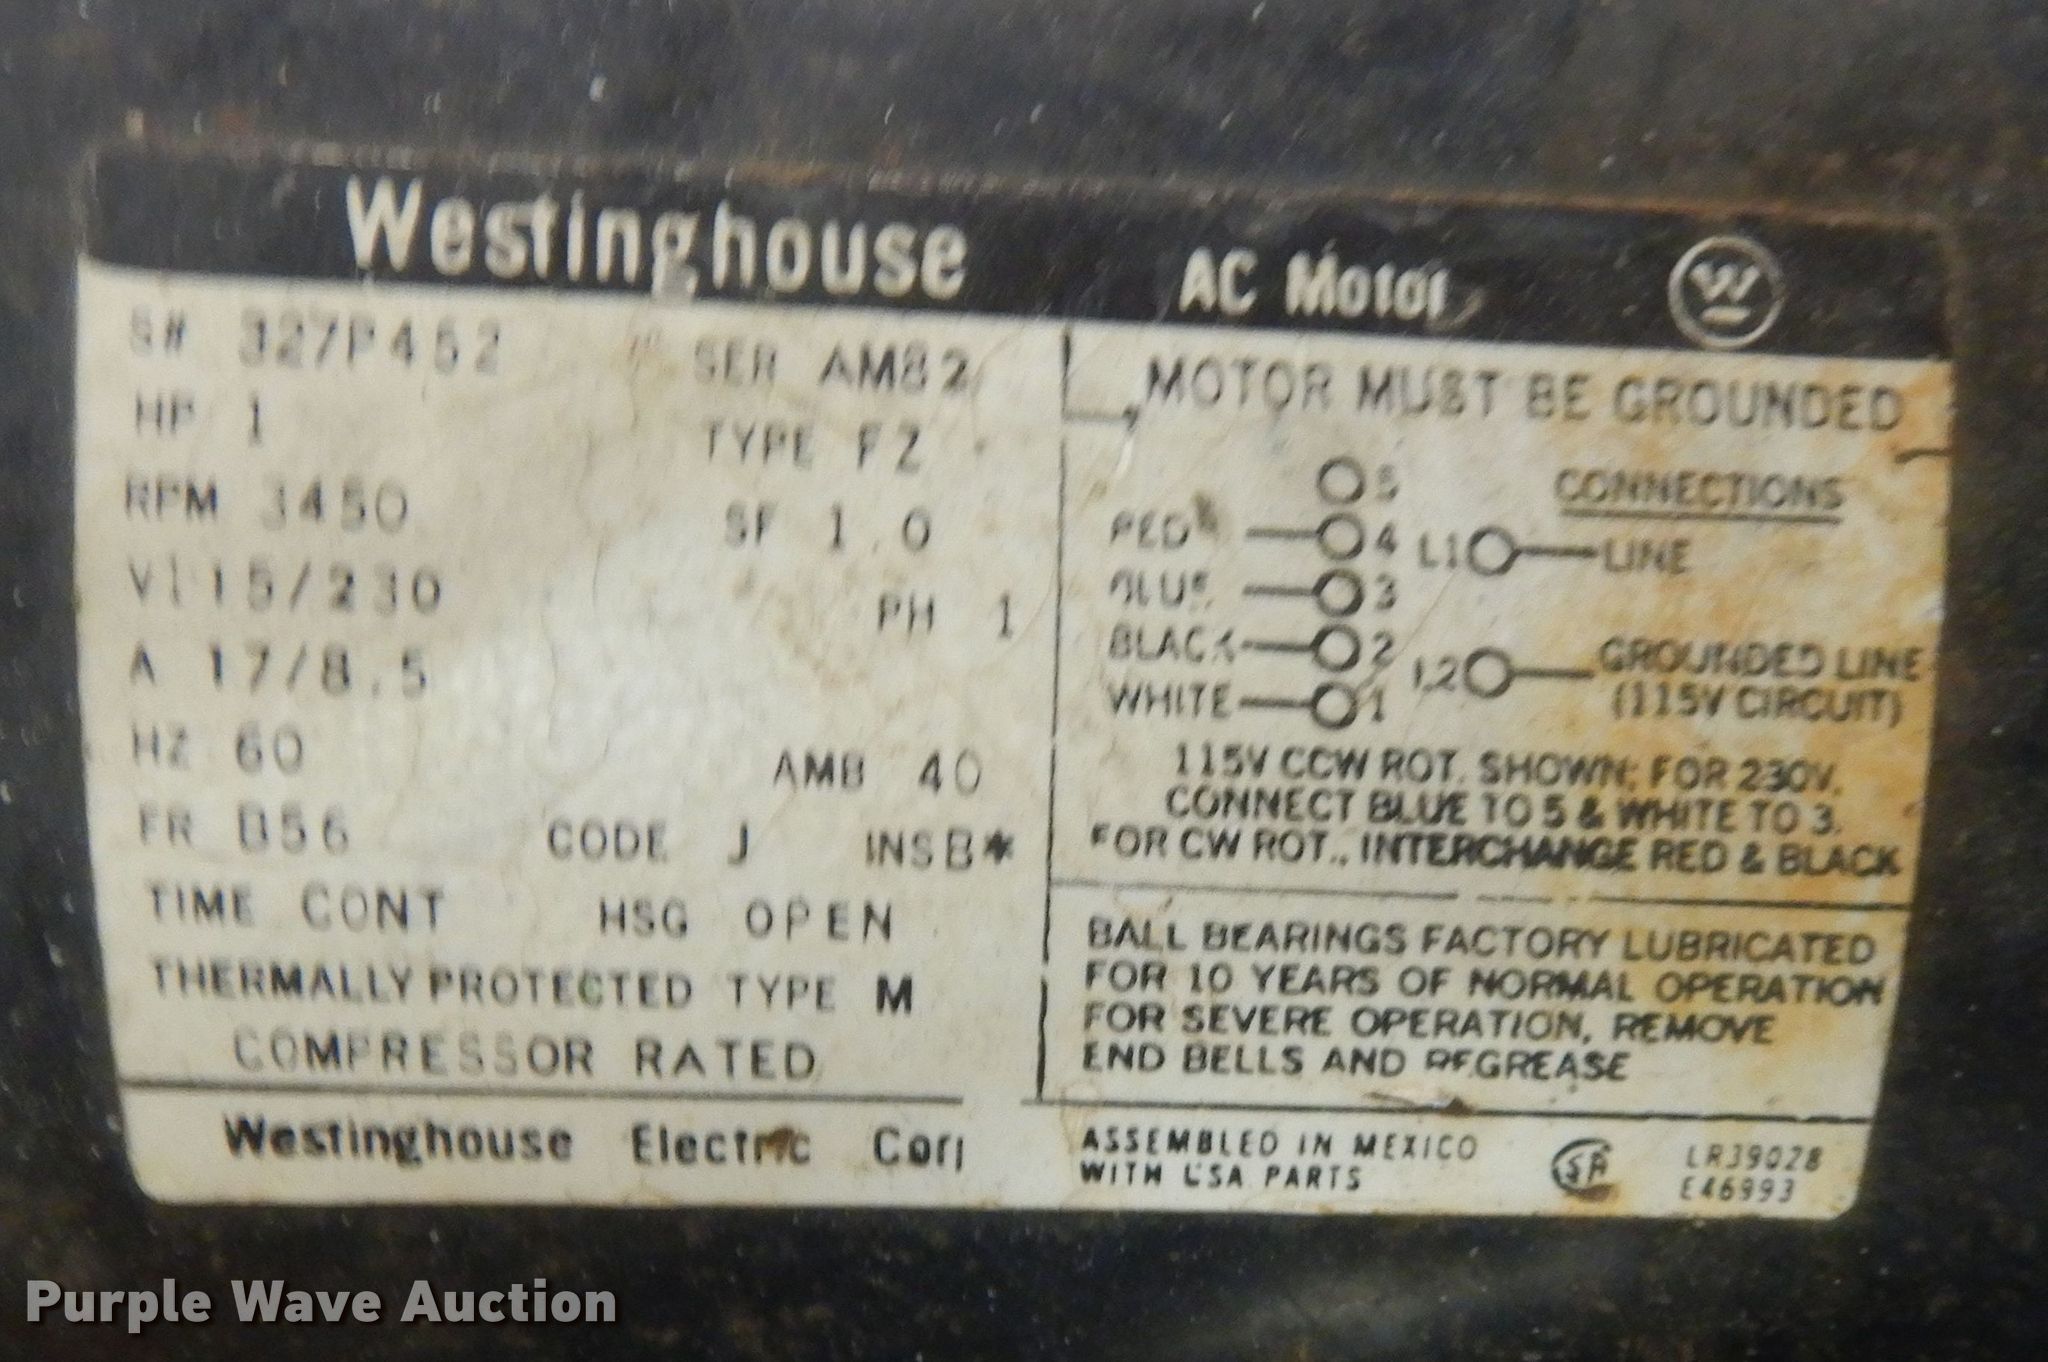 Westinghouse AC Motor W
S# 327P452 SER AM82
HP 1 TYPE FZ
RPM 3450 SF 1.0
V115/230 PH 1
A 17/8.5
HZ 60 AMB 40
FR B56 CODE J INS B*
TIME CONT HSG OPEN
THERMALLY PROTECTED TYPE M
COMPRESSOR RATED
Westinghouse Electric Corp
MOTOR MUST BE GROUNDED
CONNECTIONS
5
RED 4 L1 LINE
BLUE 3
BLACK 2 L2 GROUNDED LINE
WHITE 1 (115V CIRCUIT)
115V CCW ROT. SHOWN; FOR 230V,
CONNECT BLUE TO 5 & WHITE TO 3.
FOR CW ROT., INTERCHANGE RED & BLACK
BALL BEARINGS FACTORY LUBRICATED
FOR 10 YEARS OF NORMAL OPERATION
FOR SEVERE OPERATION, REMOVE
END BELLS AND REGREASE
ASSEMBLED IN MEXICO
WITH USA PARTS
SA
LR39028
E46993
Purple Wave Auction